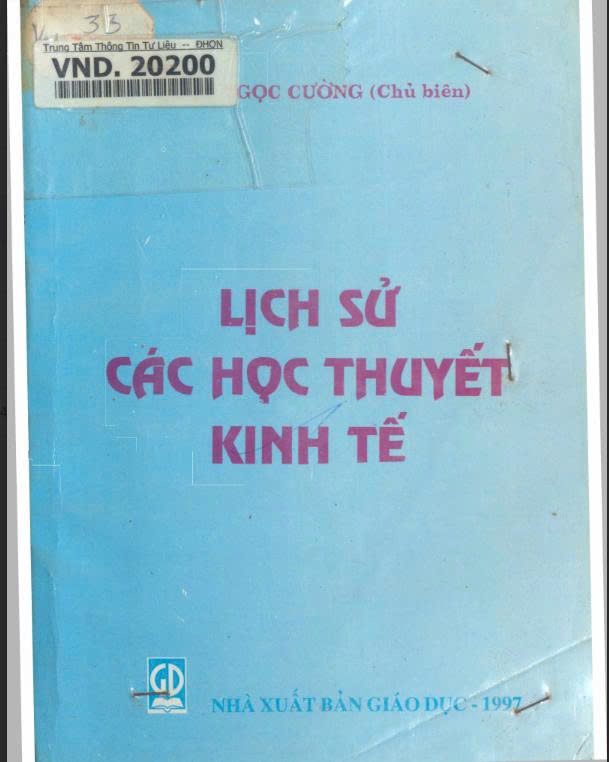 33
Trung Tâm Thông Tin Tư Liệu -- ĐHQN
VND. 20200
GỌC CƯỜNG (Chủ biên)
LỊCH SỬ
CÁC HỌC THUYẾT
KINH TẾ
GD
NHÀ XUẤT BẢN GIÁO DỤC - 1997